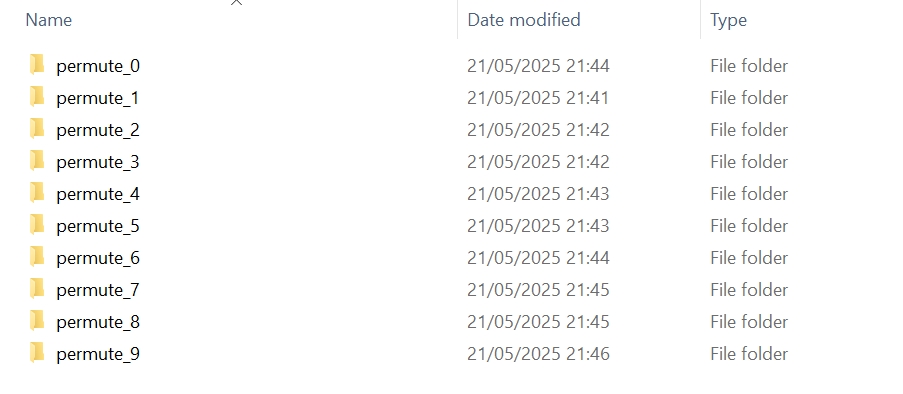 Name Date modified Type
permute_0 21/05/2025 21:44 File folder
permute_1 21/05/2025 21:41 File folder
permute_2 21/05/2025 21:42 File folder
permute_3 21/05/2025 21:42 File folder
permute_4 21/05/2025 21:43 File folder
permute_5 21/05/2025 21:43 File folder
permute_6 21/05/2025 21:44 File folder
permute_7 21/05/2025 21:45 File folder
permute_8 21/05/2025 21:45 File folder
permute_9 21/05/2025 21:46 File folder